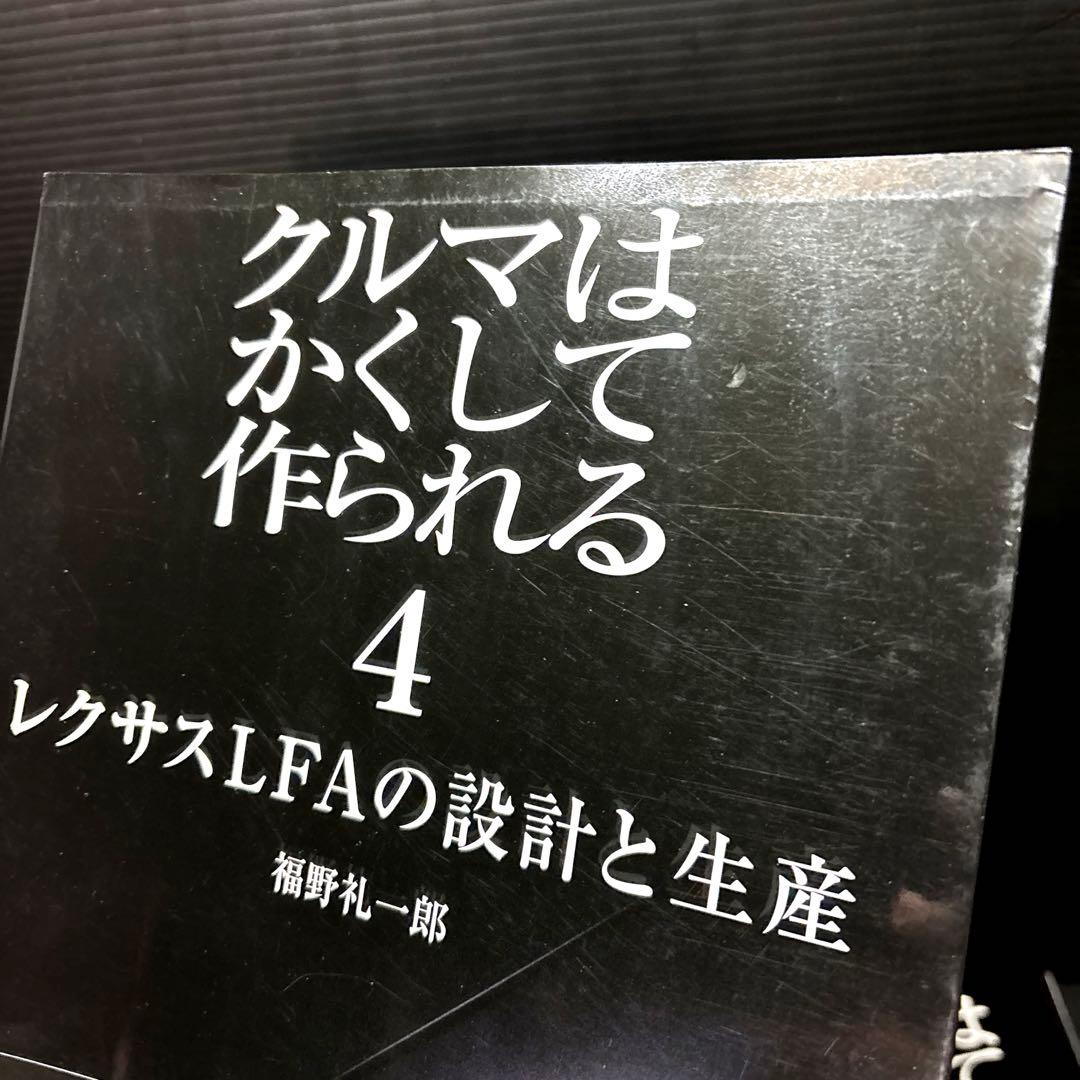 クルマは
かくして
作られる
4
レクサスLFAの設計と生産
福野礼一郎